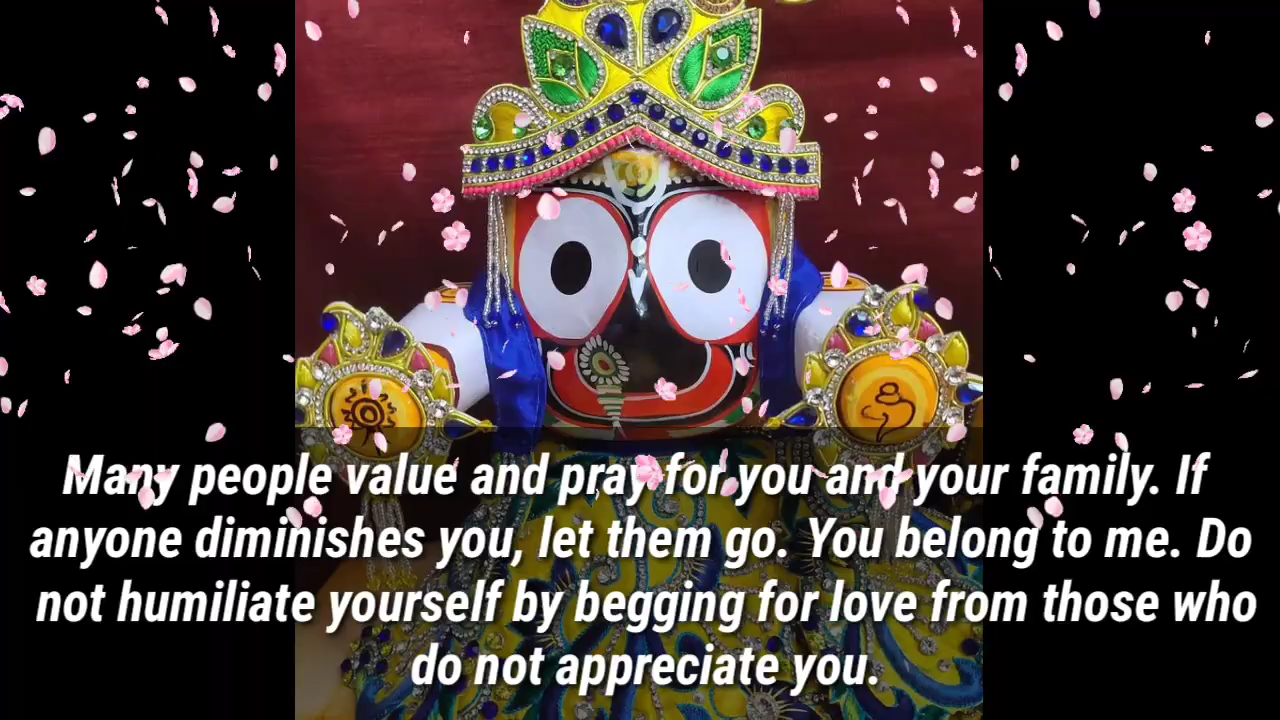 Many people value and pray for you and your family. If
anyone diminishes you, let them go. You belong to me. Do
not humiliate yourself by begging for love from those who
do not appreciate you.